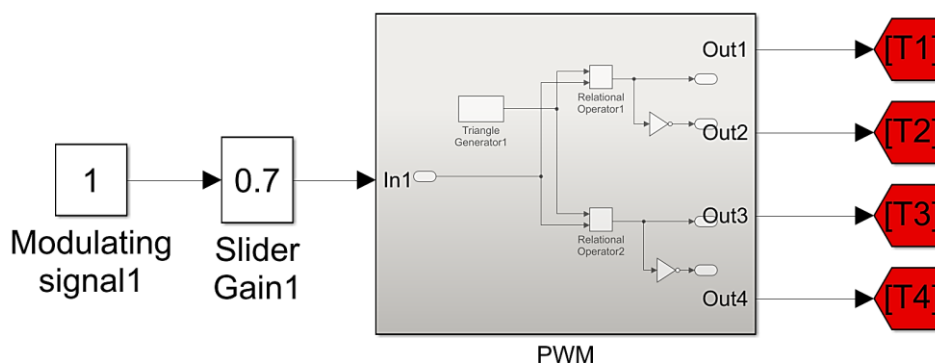 1
Modulating
signal1
0.7
Slider
Gain1
In1
Triangle
Generator1
Relational
Operator1
Relational
Operator2
Out1
Out2
Out3
Out4
PWM
[T1]
[T2]
[T3]
[T4]